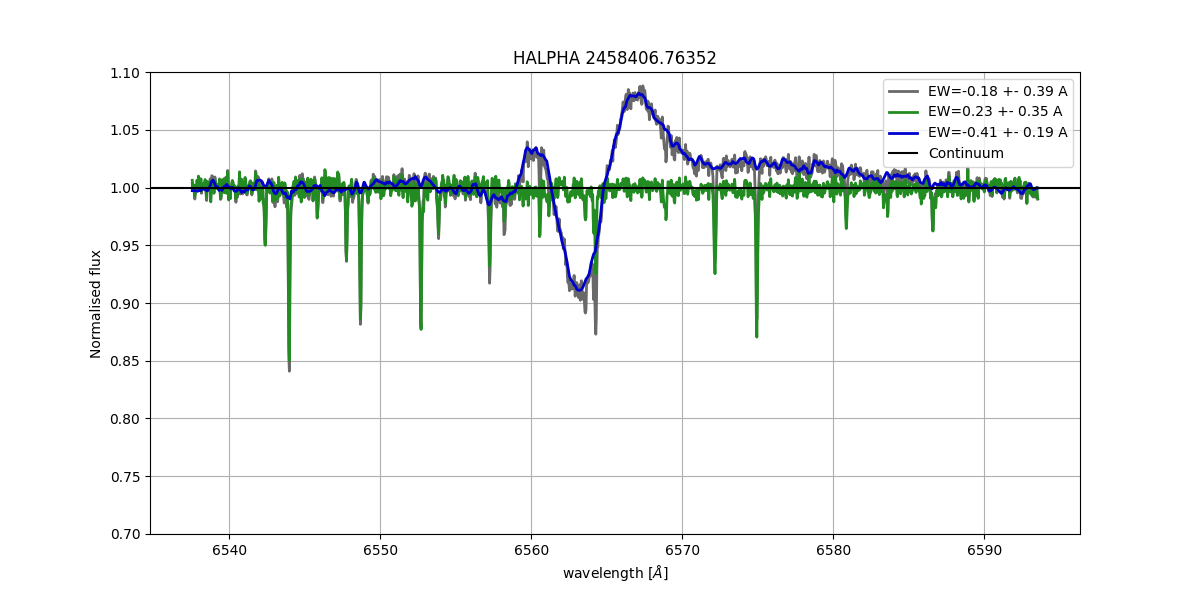 HALPHA 2458406.76352
EW=-0.18 +- 0.39 A
EW=0.23 +- 0.35 A
EW=-0.41 +- 0.19 A
Continuum
Normalised flux
1.10
1.05
1.00
0.95
0.90
0.85
0.80
0.75
0.70
6540 6550 6560 6570 6580 6590
wavelength [Å]